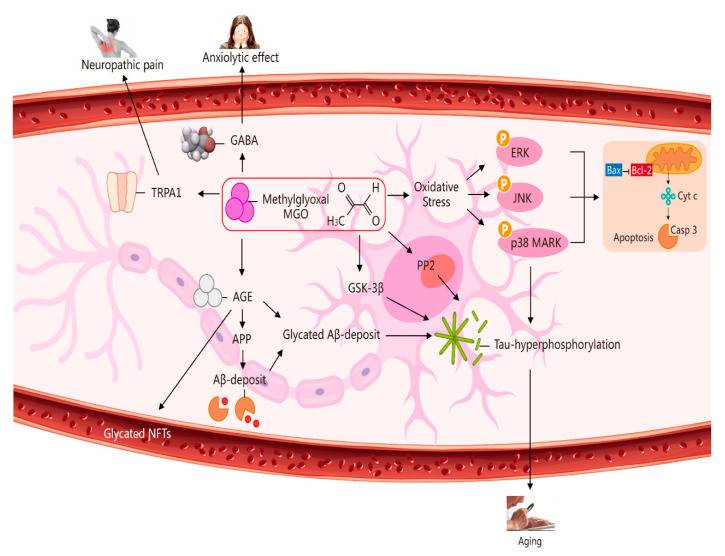 Neuropathic pain
Anxiolytic effect
GABA
TRPA1
Methylglyoxal
MGO
O
H
H₃C
O
Oxidative
Stress
P
ERK
P
JNK
P
p38 MARK
Bax
Bcl-2
Cyt c
Casp 3
Apoptosis
PP2
GSK-3β
AGE
Glycated Aβ-deposit
APP
Aβ-deposit
Tau-hyperphosphorylation
Glycated NFTs
Aging